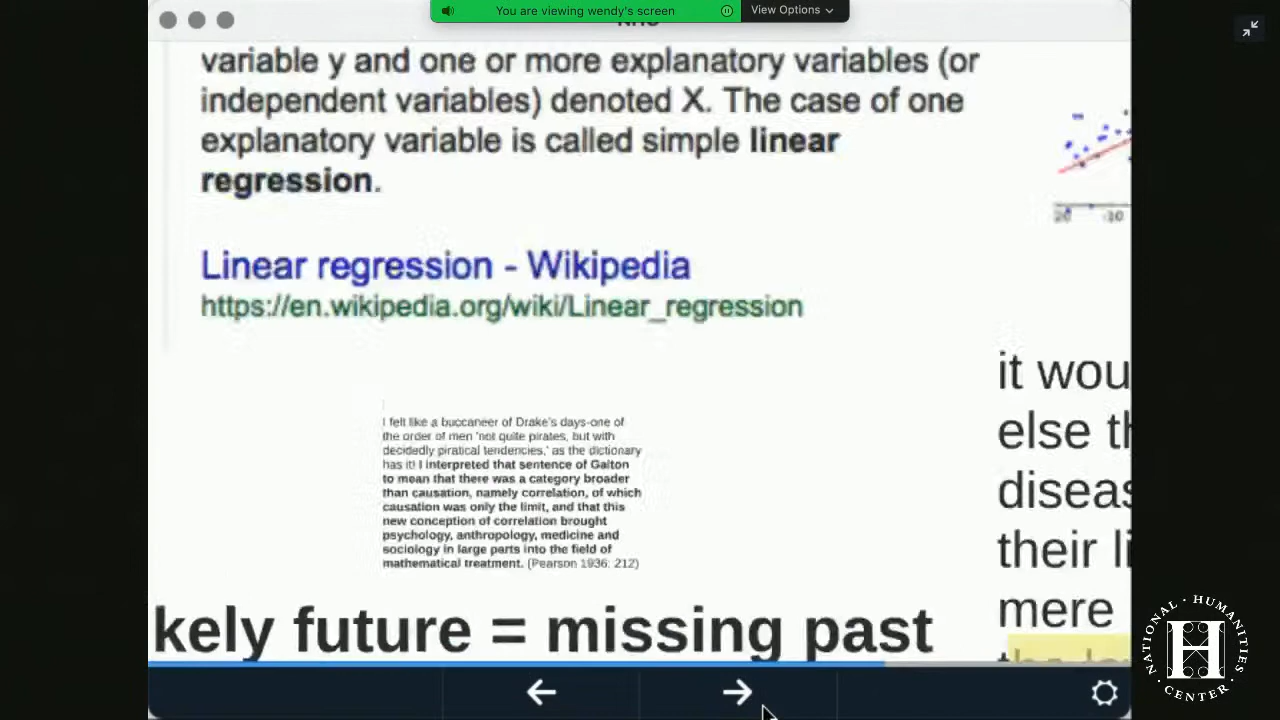 You are viewing wendy's screen
View Options
variable y and one or more explanatory variables (or
independent variables) denoted X. The case of one
explanatory variable is called simple linear
regression.
20 -10
Linear regression - Wikipedia
https://en.wikipedia.org/wiki/Linear_regression
I felt like a buccaneer of Drake's days-one of
the order of men 'not quite pirates, but with
decidedly piratical tendencies,' as the dictionary
has it! I interpreted that sentence of Galton
to mean that there was a category broader
than causation, namely correlation, of which
causation was only the limit, and that this
new conception of correlation brought
psychology, anthropology, medicine and
sociology in large parts into the field of
mathematical treatment. (Pearson 1936: 212)
it wou
else th
diseas
their li
mere
kely future = missing past
NATIONAL · HUMANITIES
H
· CENTER ·